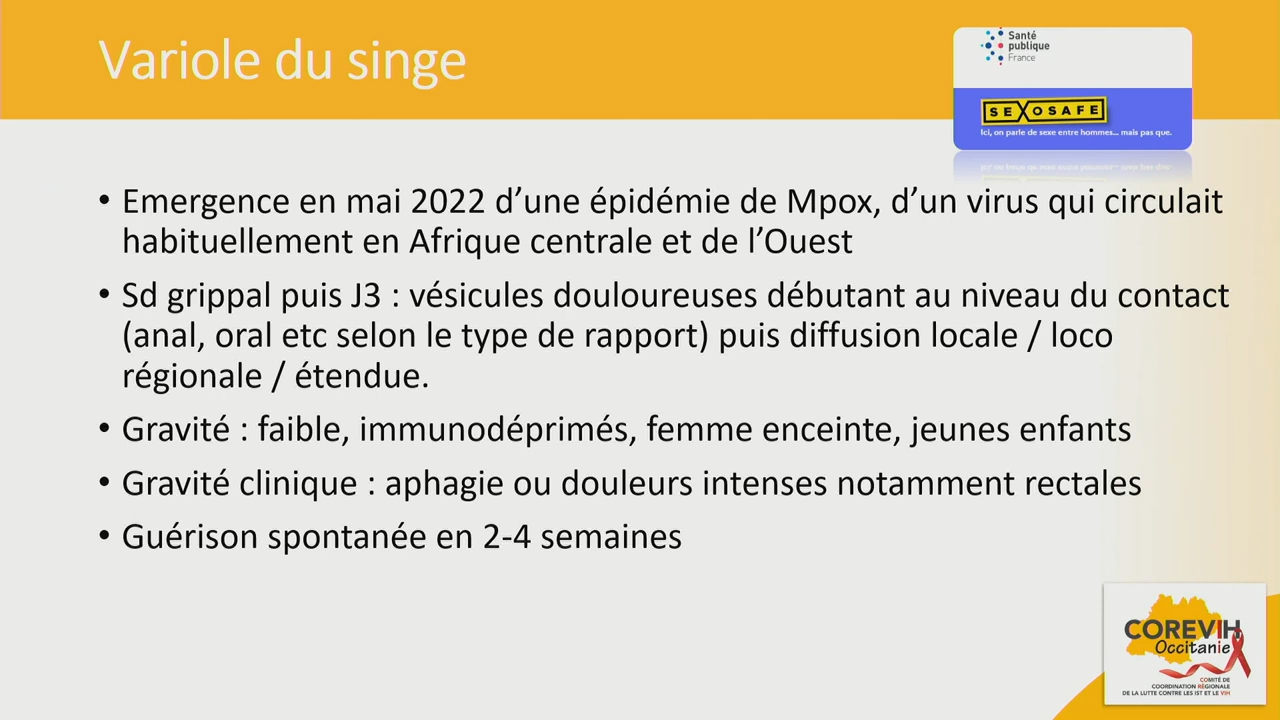 Variole du singe
Santé
publique
France
SEXOSAFE
Ici, on parle de sexe entre hommes... mais pas que.
• Emergence en mai 2022 d’une épidémie de Mpox, d’un virus qui circulait
habituellement en Afrique centrale et de l’Ouest
• Sd grippal puis J3 : vésicules douloureuses débutant au niveau du contact
(anal, oral etc selon le type de rapport) puis diffusion locale / loco
régionale / étendue.
• Gravité : faible, immunodéprimés, femme enceinte, jeunes enfants
• Gravité clinique : aphagie ou douleurs intenses notamment rectales
• Guérison spontanée en 2-4 semaines
COREVIH
Occitanie
COMITÉ DE
COORDINATION RÉGIONALE
DE LA LUTTE CONTRE LES IST ET LE VIH